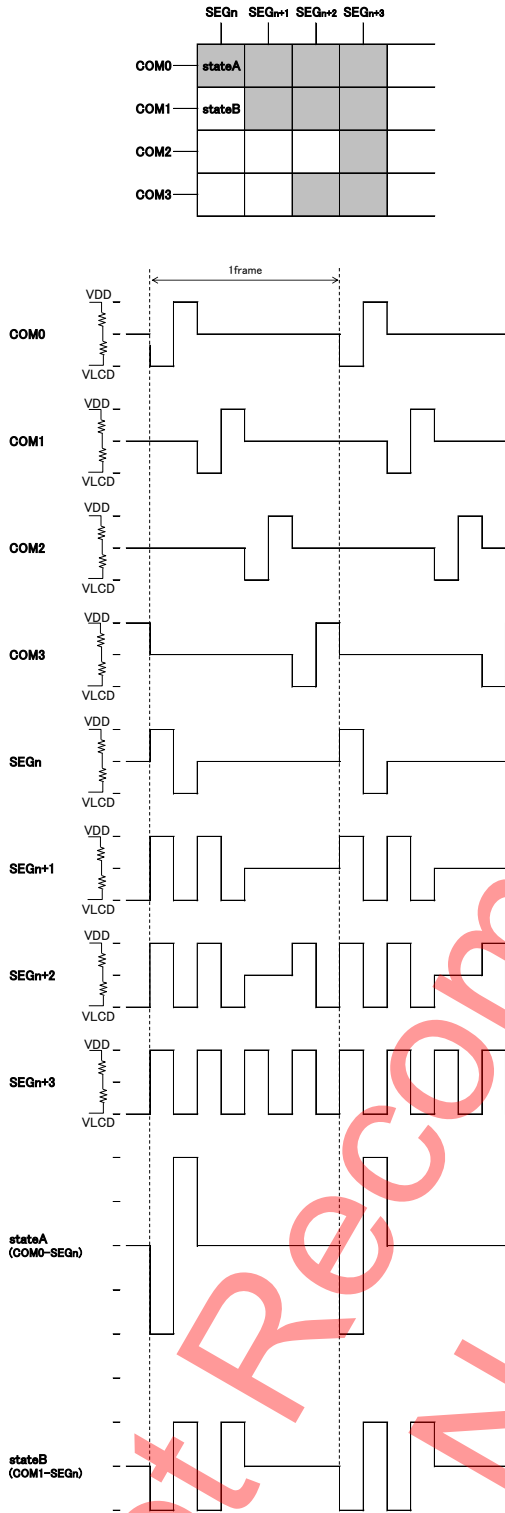 SEGn SEGn+1 SEGn+2 SEGn+3
COM0 stateA
COM1 stateB
COM2
COM3
1frame
VDD
COM0
VLCD
VDD
COM1
VLCD
VDD
COM2
VLCD
VDD
COM3
VLCD
VDD
SEGn
VLCD
VDD
SEGn+1
VLCD
VDD
SEGn+2
VLCD
VDD
SEGn+3
VLCD
stateA
(COM0-SEGn)
stateB
(COM1-SEGn)
ot Recom
N